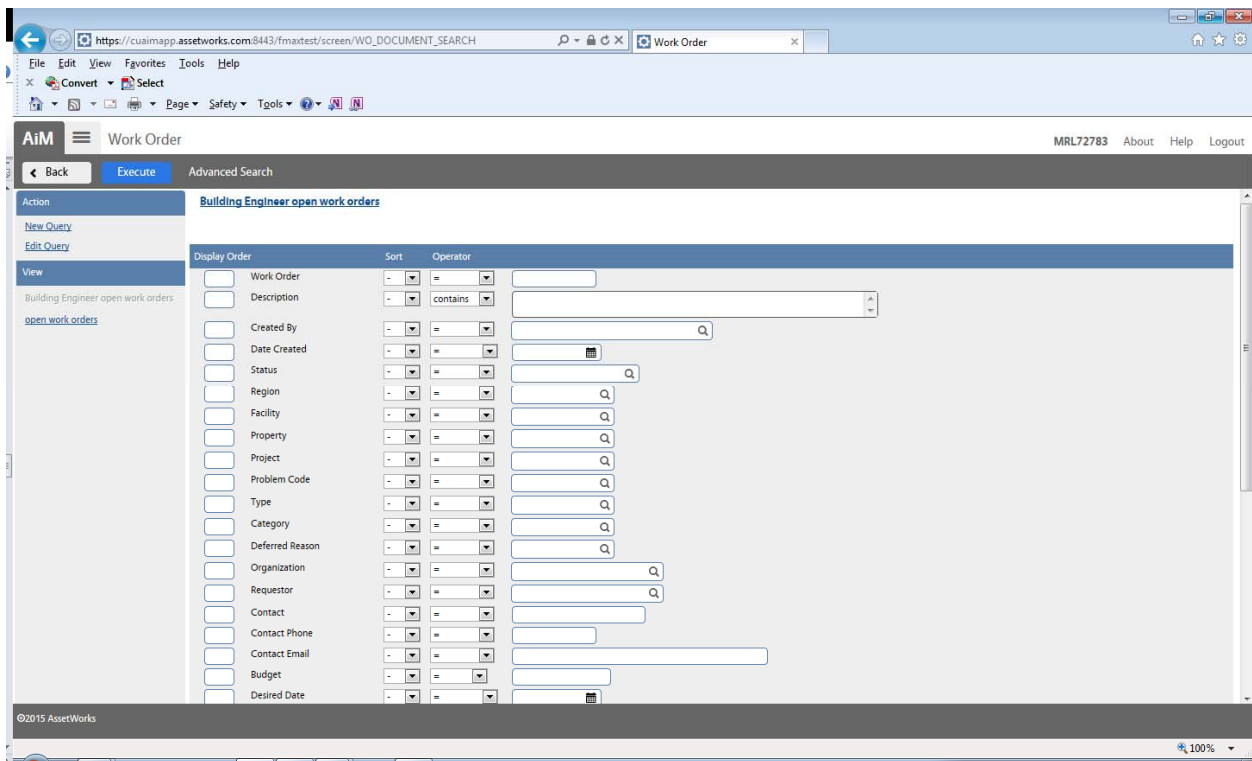 https://cuaimapp.assetworks.com:8443/fmaxtest/screen/WO_DOCUMENT_SEARCH Work Order
File Edit View Favorites Tools Help
Convert Select
Page Safety Tools
AiM Work Order MRL72783 About Help Logout
Back Execute Advanced Search
Action Building Engineer open work orders
New Query
Edit Query
Display Order Sort Operator
View
Work Order - =
Building Engineer open work orders
Description - contains
open work orders
Created By - =
Date Created - =
Status - =
Region - =
Facility - =
Property - =
Project - =
Problem Code - =
Type - =
Category - =
Deferred Reason - =
Organization - =
Requestor - =
Contact - =
Contact Phone - =
Contact Email - =
Budget - =
Desired Date - =
©2015 AssetWorks
100%